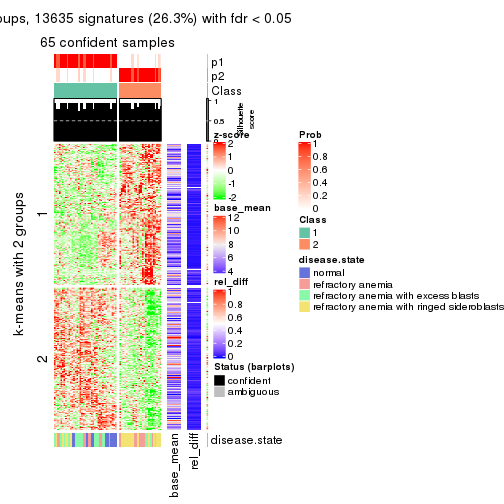 oups, 13635 signatures (26.3%) with fdr < 0.05
65 confident samples
p1
p2
Class
1
0.5
0
Silhouette
score
z-score
2
1
0
-1
-2
base_mean
12
10
8
6
4
rel_diff
1
0.8
0.6
0.4
0.2
0
Status (barplots)
confident
ambiguous
Prob
1
0.8
0.6
0.4
0.2
0
Class
1
2
disease.state
normal
refractory anemia
refractory anemia with excess blasts
refractory anemia with ringed sideroblasts
k-means with 2 groups
1
2
base_mean
rel_diff
disease.state